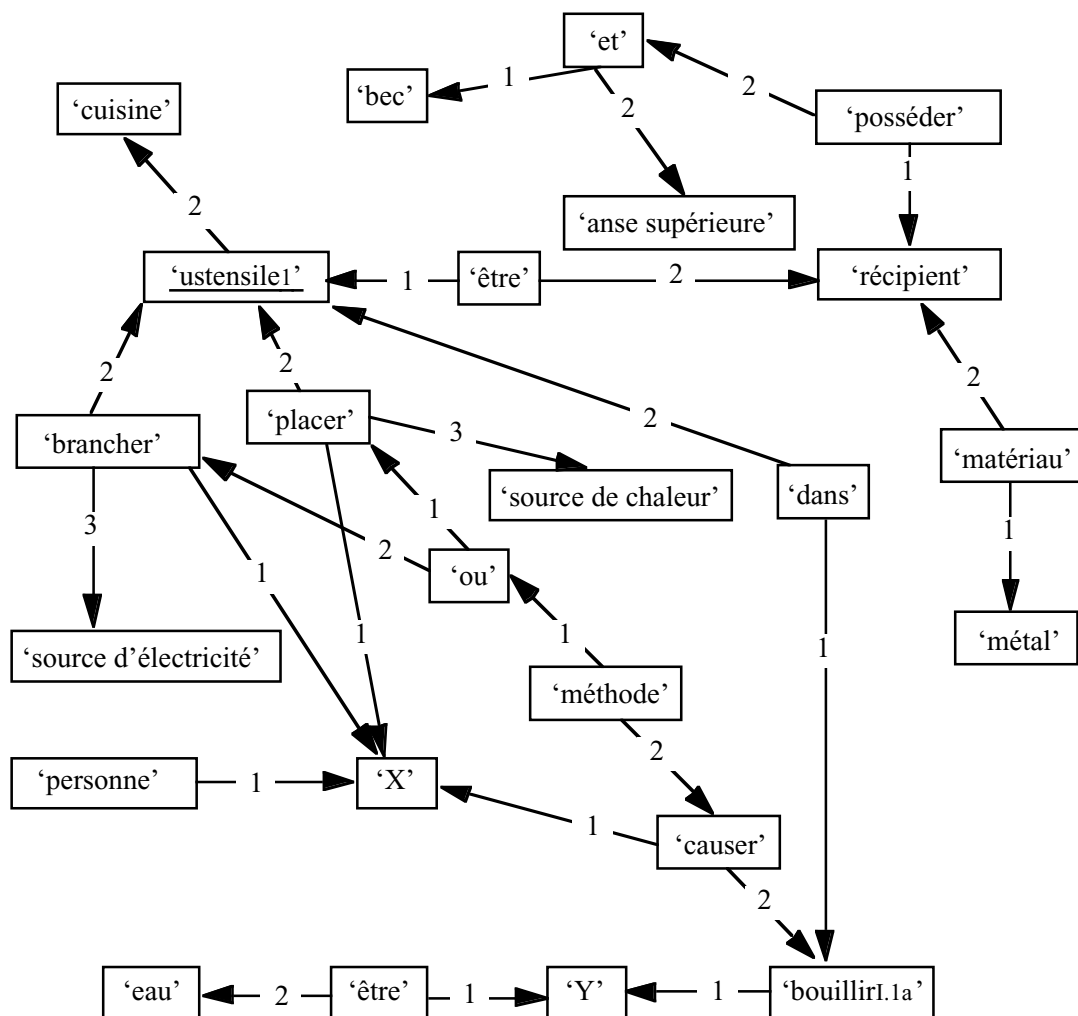 ‘et’
1
‘bec’
‘cuisine’
2
2
‘posséder’
1
2
‘anse supérieure’
‘ustensile1’
1
‘être’
2
‘récipient’
2
2
2
2
‘placer’
‘brancher’
3
‘matériau’
‘source de chaleur’
‘dans’
3
1
2
1
1
‘ou’
1
1
1
‘source d’électricité’
‘métal’
‘méthode’
2
‘personne’
1
‘X’
1
‘causer’
2
‘eau’
2
‘être’
1
‘Y’
1
‘bouillirI.1a’